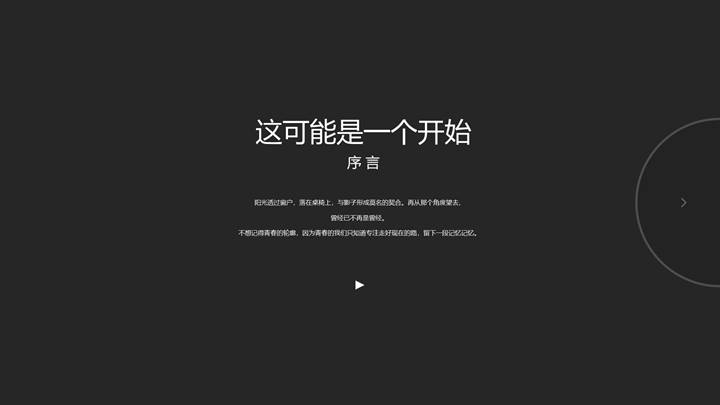 这可能是一个开始
序言
阳光透过窗户，落在桌椅上，与影子形成莫名的契合。再从那个角度望去，
曾经已不再是曾经。
不想记得青春的轮廓，因为青春的我们只知道专注走好现在的路，留下一段记忆记忆。